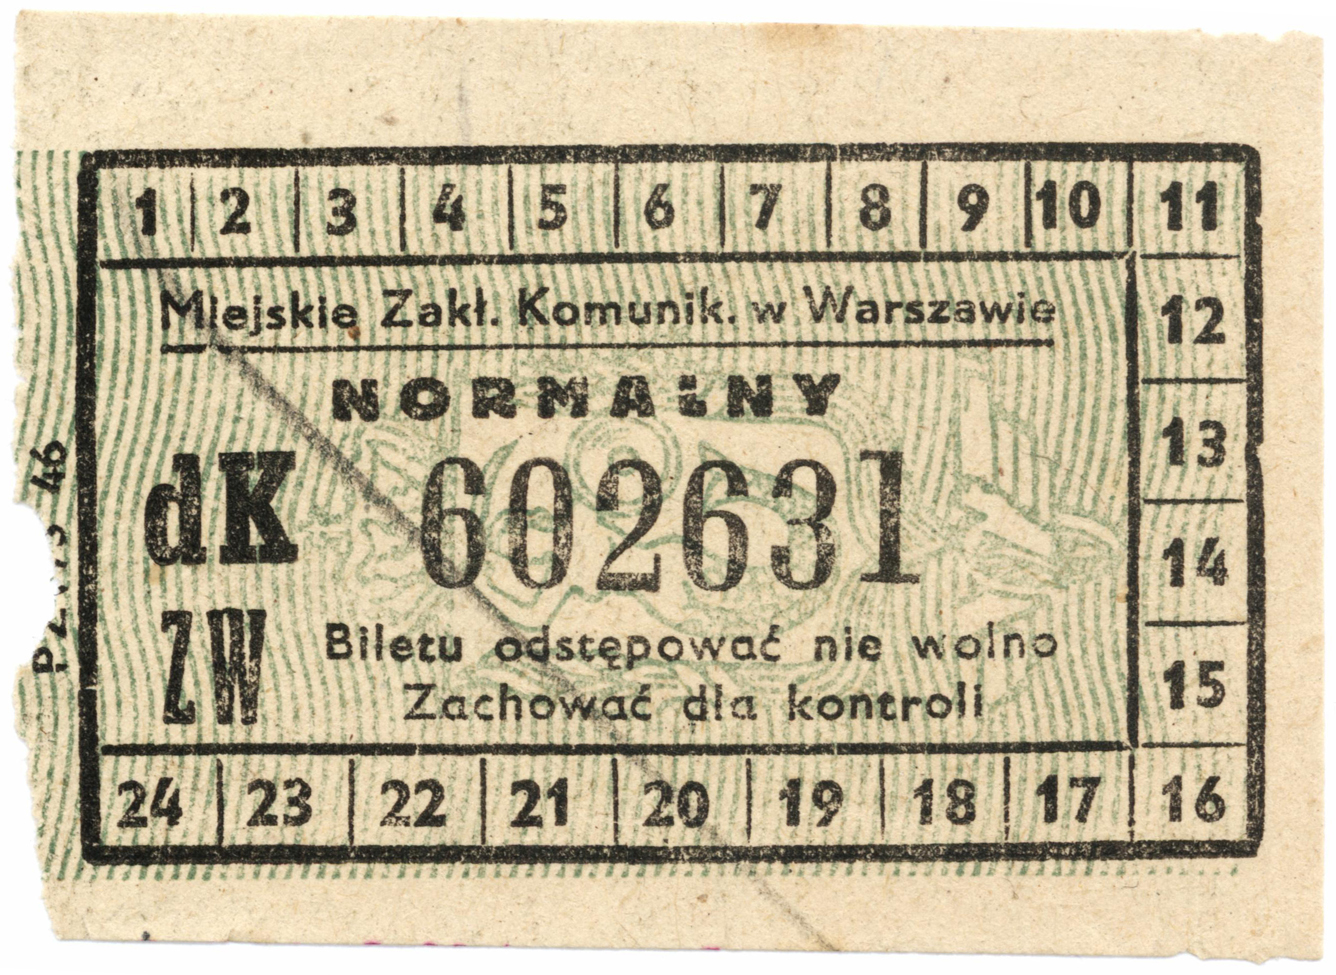 1 2 3 4 5 6 7 8 9 10 11
Miejskie Zakł. Komunik. w Warszawie
12
NORMALNY
13
dK 602631
14
ZW
Biletu odstępować nie wolno
Zachować dla kontroli
15
24 23 22 21 20 19 18 17 16
46